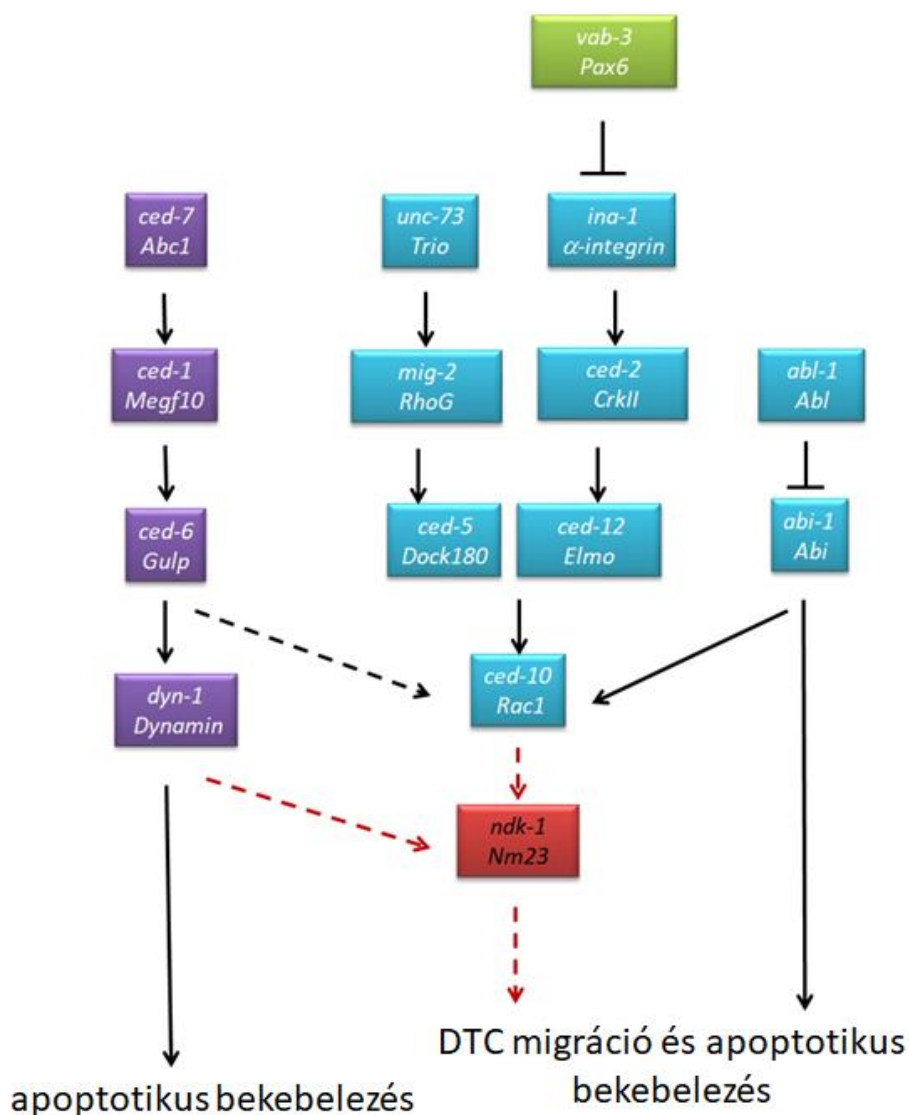 vab-3
Pax6
ced-7
Abc1
unc-73
Trio
ina-1
α-integrin
ced-1
Megf10
mig-2
RhoG
ced-2
CrkII
abl-1
Abl
ced-6
Gulp
ced-5
Dock180
ced-12
Elmo
abi-1
Abi
dyn-1
Dynamin
ced-10
Rac1
ndk-1
Nm23
DTC migráció és apoptotikus
bekebelezés
apoptotikus bekebelezés